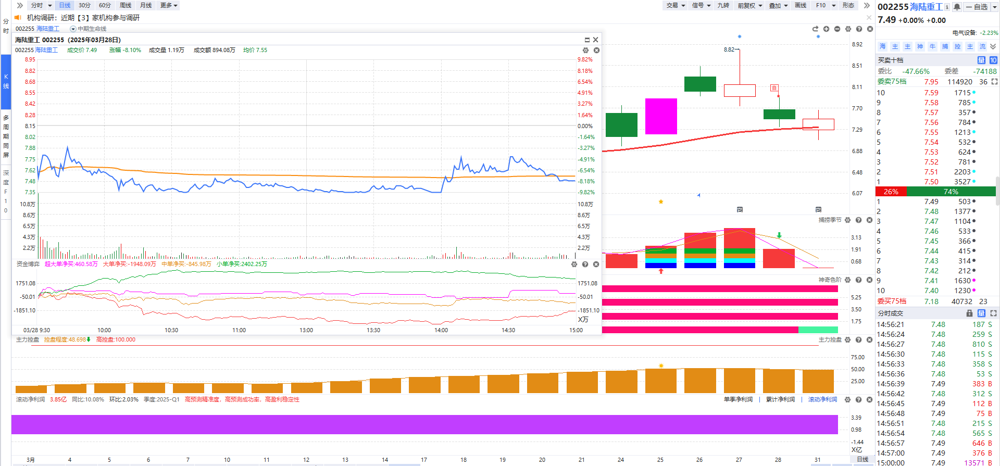 分时 日线 30分 60分 周线 月线 更多 交易 信号 九转 前复权 叠加 画线 F10 形态
机构调研：近期【3】家机构参与调研
002255 海陆重工 中期生命线
海陆重工 002255（2025年03月28日）
002255 海陆重工 成交价 7.49 涨幅 -8.10% 成交量 1.19万 成交额 894.08万 均价 7.55
8.95 9.82%
8.82 8.18%
8.68 6.54%
8.55 4.91%
8.42 3.27%
8.28 1.64%
8.15 0.00%
8.02 -1.64%
7.88 -3.27%
7.75 -4.91%
7.62 -6.54%
7.48 -8.18%
7.35 -9.82%
10.8万 10.8万
8.6万 8.6万
6.5万 6.5万
4.3万 4.3万
2.2万 2.2万
资金博弈 超大单净买:460.58万 大单净买:-1948.09万 中单净买:-845.98万 小单净买:2402.25万
1751.08 1751.08
-50.01 -50.01
-1851.10 -1851.10
X万
03/28 9:30 10:00 10:30 11:00 13:00 13:30 14:00 14:30 15:00
分时
K线
多周期同屏
深度F10
8.82→
8.92
8.51
8.11
7.70
7.29
6.88
6.48
6.07
捕捞季节
3.13
1.91
0.68
神奇色阶
5.25
3.50
1.75
主力控盘 控盘程度:48.698 高控盘:100.000 主力控盘
75.00
50.00
25.00
滚动净利润 3.85亿 同比:10.08% 环比:2.03% 季度:2025-Q1 高预测精准度，高预测成功率，高盈利稳定性 单季净利润 | 累计净利润 | 滚动净利润
3.39
0.98
-1.44
X亿
3月 4 5 6 7 10 11 12 13 14 17 18 19 20 21 24 25 26 27 28 31 日线
002255 海陆重工 自选
7.49 +0.00% +0.00
电气设备: -2.23%
海 主 主 神 牛 捕 控 主 流
买卖十档 量 10
委比 -47.66% 委差 -74188
委卖75档 7.95 114920 36
10 7.59 1715
9 7.58 785
8 7.57 357
7 7.56 784
6 7.55 1213
5 7.54 532
4 7.53 624
3 7.52 781
2 7.51 2203
1 7.50 3527
26% 74%
1 7.49 503
2 7.48 1377
3 7.47 1104
4 7.46 533
5 7.45 366
6 7.44 415
7 7.43 314
8 7.42 212
9 7.41 1630
10 7.40 1230
委买75档 7.18 40732 23
分时成交 量
14:56:21 7.48 187 S
14:56:24 7.48 259 S
14:56:27 7.48 810 S
14:56:30 7.48 115 S
14:56:33 7.48 358 S
14:56:36 7.48 53 S
14:56:39 7.49 383 B
14:56:42 7.48 312 S
14:56:45 7.49 112 B
14:56:48 7.49 75 B
14:56:51 7.48 215 S
14:56:54 7.48 565 S
14:56:57 7.49 646 B
14:57:00 7.49 376 B
15:00:00 7.49 13571 B